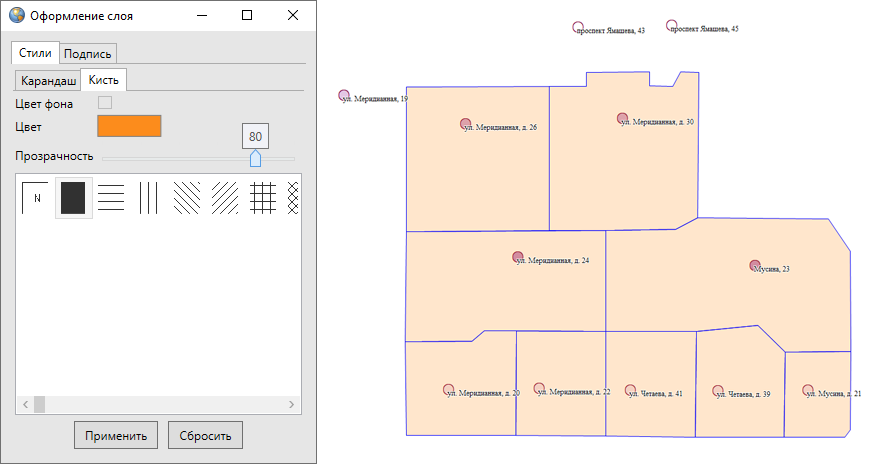 Оформление слоя
Стили Подпись
Карандаш Кисть
Цвет фона
Цвет
80
Прозрачность
N
Применить Сбросить
проспект Ямашева, 43
проспект Ямашева, 45
ул. Меридианная, 19
ул. Меридианная, д. 26
ул. Меридианная, д. 30
ул. Меридианная, д. 24
Мусина, 23
ул. Меридианная, д. 20
ул. Меридианная, д. 22
ул. Четаева, д. 41
ул. Четаева, д. 39
ул. Мусина, д. 21